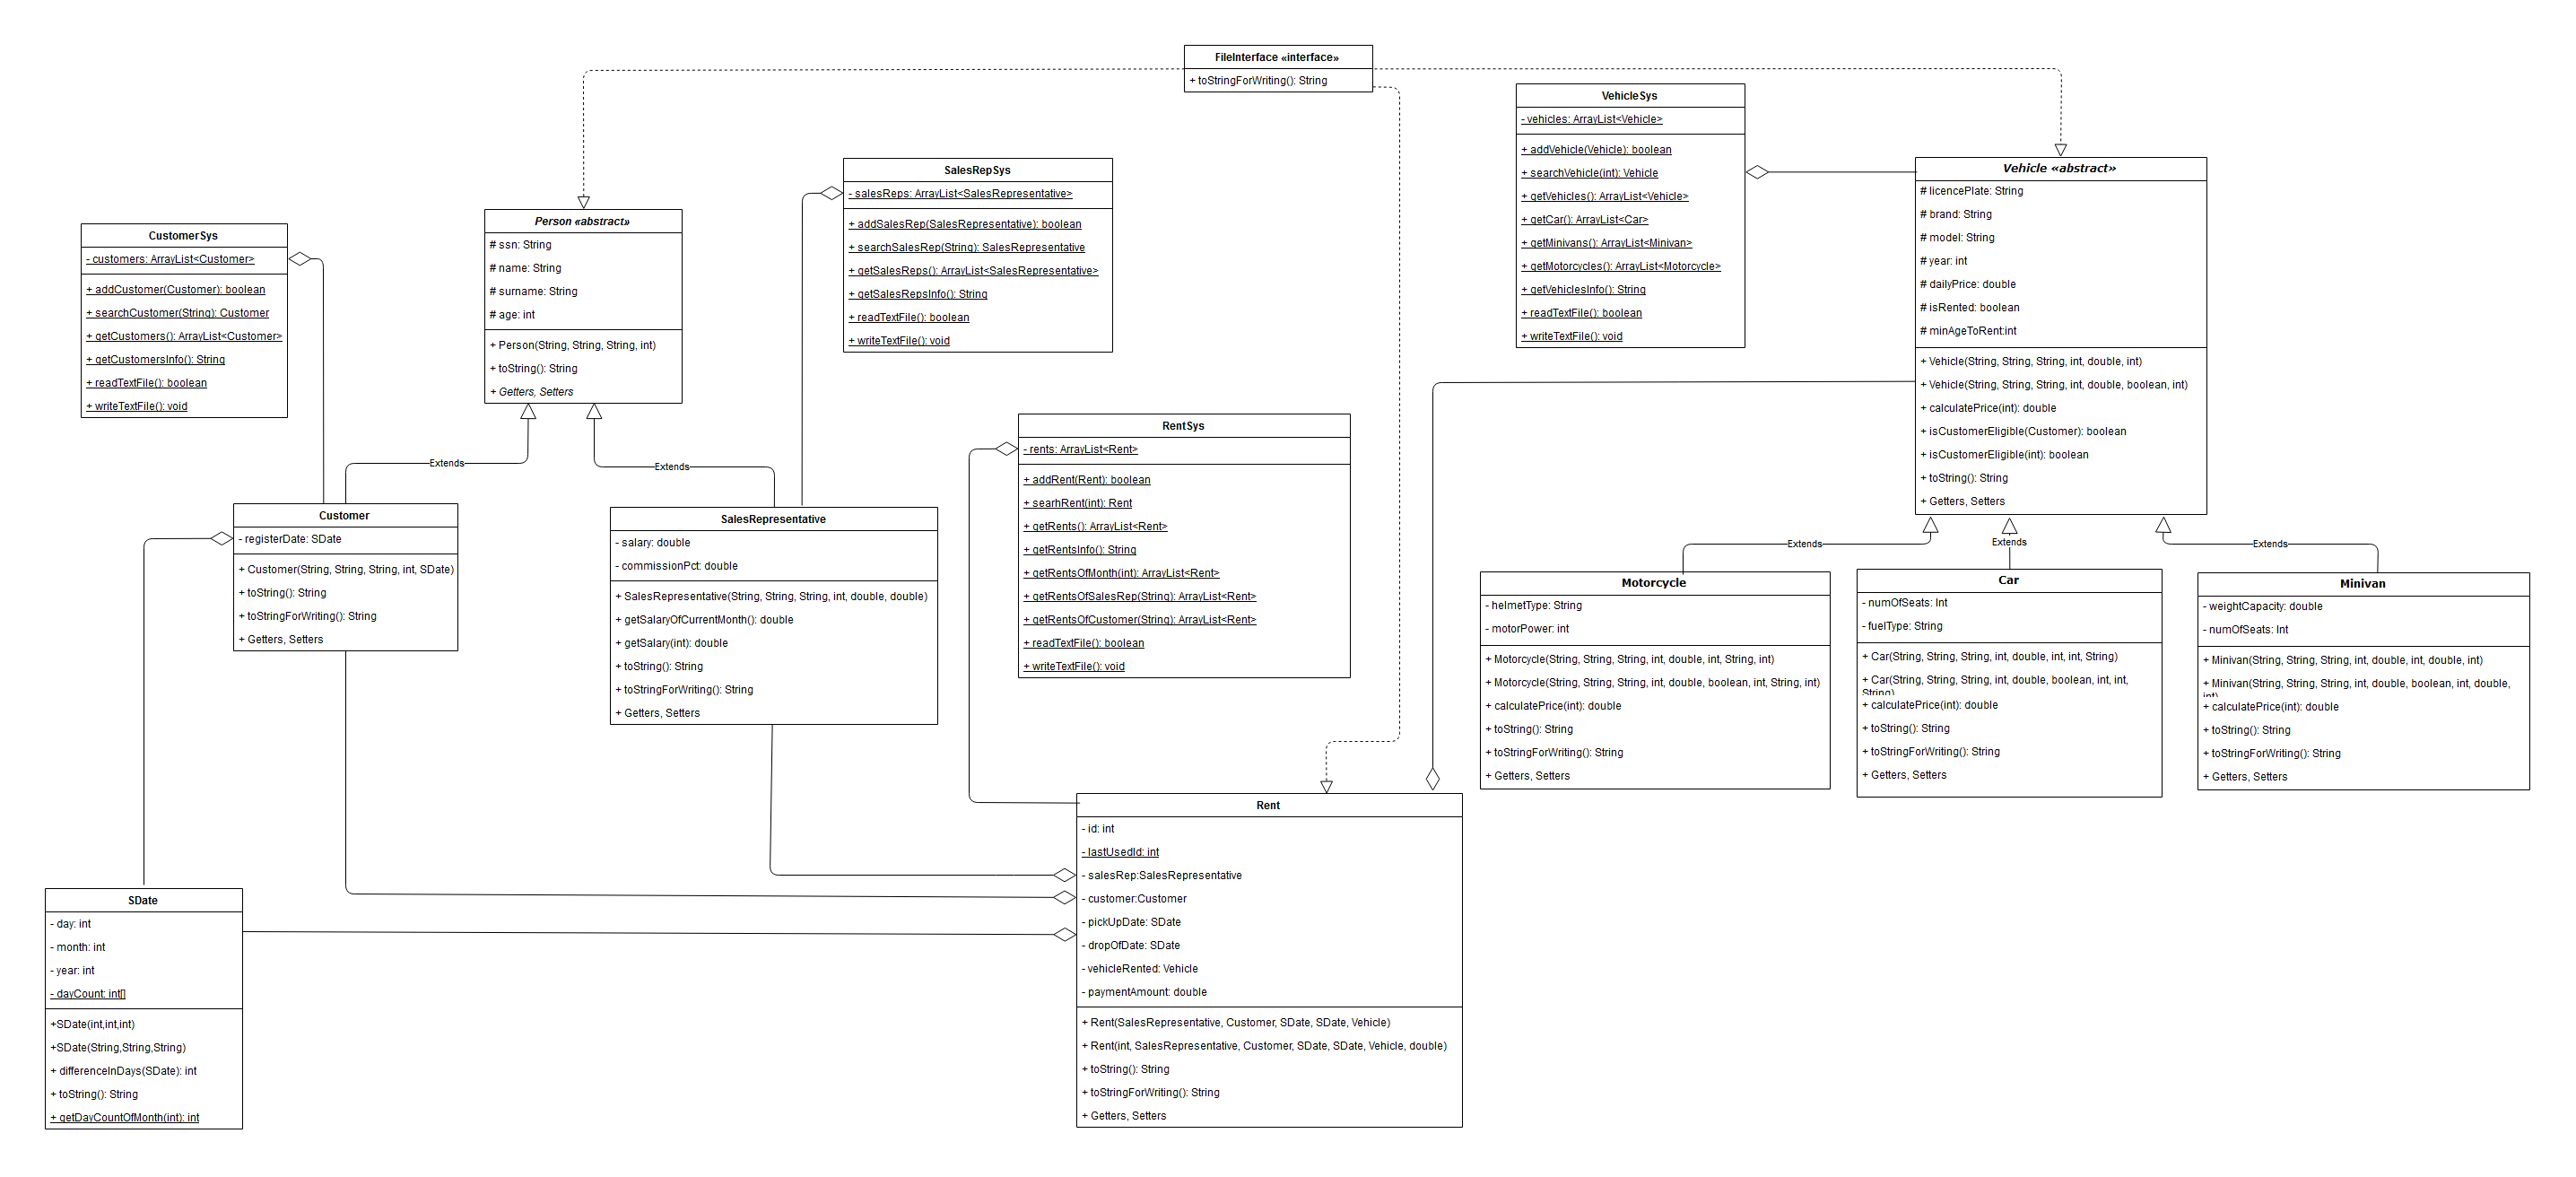 FileInterface «interface»
+ toStringForWriting(): String
VehicleSys
- vehicles: ArrayList<Vehicle>
+ addVehicle(Vehicle): boolean
+ searchVehicle(int): Vehicle
+ getVehicles(): ArrayList<Vehicle>
+ getCar(): ArrayList<Car>
+ getMinivans(): ArrayList<Minivan>
+ getMotorcycles(): ArrayList<Motorcycle>
+ getVehiclesInfo(): String
+ readTextFile(): boolean
+ writeTextFile(): void
Vehicle «abstract»
# licencePlate: String
# brand: String
# model: String
# year: int
# dailyPrice: double
# isRented: boolean
# minAgeToRent:int
+ Vehicle(String, String, String, int, double, int)
+ Vehicle(String, String, String, int, double, boolean, int)
+ calculatePrice(int): double
+ isCustomerEligible(Customer): boolean
+ isCustomerEligible(int): boolean
+ toString(): String
+ Getters, Setters
SalesRepSys
- salesReps: ArrayList<SalesRepresentative>
+ addSalesRep(SalesRepresentative): boolean
+ searchSalesRep(String): SalesRepresentative
+ getSalesReps(): ArrayList<SalesRepresentative>
+ getSalesRepsInfo(): String
+ readTextFile(): boolean
+ writeTextFile(): void
Person «abstract»
# ssn: String
# name: String
# surname: String
# age: int
+ Person(String, String, String, int)
+ toString(): String
+ Getters, Setters
CustomerSys
- customers: ArrayList<Customer>
+ addCustomer(Customer): boolean
+ searchCustomer(String): Customer
+ getCustomers(): ArrayList<Customer>
+ getCustomersInfo(): String
+ readTextFile(): boolean
+ writeTextFile(): void
Extends
Extends
RentSys
- rents: ArrayList<Rent>
+ addRent(Rent): boolean
+ searhRent(int): Rent
+ getRents(): ArrayList<Rent>
+ getRentsInfo(): String
+ getRentsOfMonth(int): ArrayList<Rent>
+ getRentsOfSalesRep(String): ArrayList<Rent>
+ getRentsOfCustomer(String): ArrayList<Rent>
+ readTextFile(): boolean
+ writeTextFile(): void
Customer
- registerDate: SDate
+ Customer(String, String, String, int, SDate)
+ toString(): String
+ toStringForWriting(): String
+ Getters, Setters
SalesRepresentative
- salary: double
- commissionPct: double
+ SalesRepresentative(String, String, String, int, double, double)
+ getSalaryOfCurrentMonth(): double
+ getSalary(int): double
+ toString(): String
+ toStringForWriting(): String
+ Getters, Setters
Extends
Extends
Extends
Motorcycle
- helmetType: String
- motorPower: int
+ Motorcycle(String, String, String, int, double, int, String, int)
+ Motorcycle(String, String, String, int, double, boolean, int, String, int)
+ calculatePrice(int): double
+ toString(): String
+ toStringForWriting(): String
+ Getters, Setters
Car
- numOfSeats: Int
- fuelType: String
+ Car(String, String, String, int, double, int, int, String)
+ Car(String, String, String, int, double, boolean, int, int,
String)
+ calculatePrice(int): double
+ toString(): String
+ toStringForWriting(): String
+ Getters, Setters
Minivan
- weightCapacity: double
- numOfSeats: Int
+ Minivan(String, String, String, int, double, int, double, int)
+ Minivan(String, String, String, int, double, boolean, int, double,
int)
+ calculatePrice(int): double
+ toString(): String
+ toStringForWriting(): String
+ Getters, Setters
Rent
- id: int
- lastUsedId: int
- salesRep:SalesRepresentative
- customer:Customer
- pickUpDate: SDate
- dropOfDate: SDate
- vehicleRented: Vehicle
- paymentAmount: double
+ Rent(SalesRepresentative, Customer, SDate, SDate, Vehicle)
+ Rent(int, SalesRepresentative, Customer, SDate, SDate, Vehicle, double)
+ toString(): String
+ toStringForWriting(): String
+ Getters, Setters
SDate
- day: int
- month: int
- year: int
- dayCount: int[]
+SDate(int,int,int)
+SDate(String,String,String)
+ differenceInDays(SDate): int
+ toString(): String
+ getDayCountOfMonth(int): int